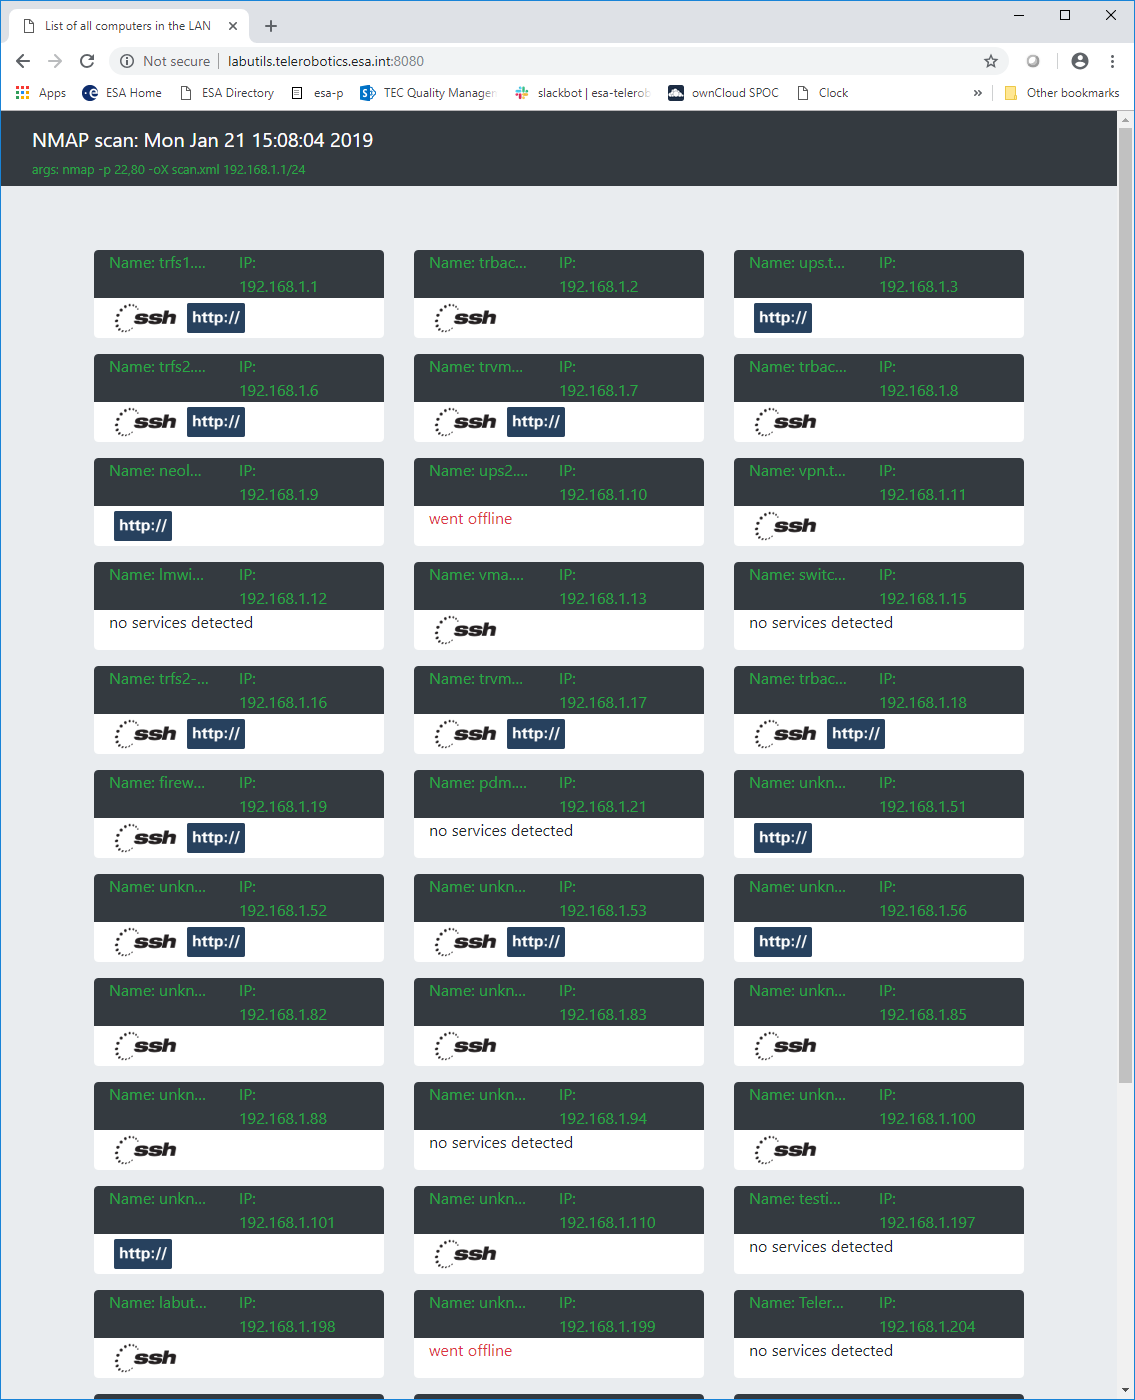 List of all computers in the LAN
Not secure | labutils.telerobotics.esa.int:8080
Apps ESA Home ESA Directory esa-p TEC Quality Manager slackbot | esa-telerob ownCloud SPOC Clock » Other bookmarks
NMAP scan: Mon Jan 21 15:08:04 2019
args: nmap -p 22,80 -oX scan.xml 192.168.1.1/24
Name: trfs1.... IP: Name: trbac... IP: Name: ups.t... IP:
192.168.1.1 192.168.1.2 192.168.1.3
ssh http:// ssh http://
Name: trfs2.... IP: Name: trvm... IP: Name: trbac... IP:
192.168.1.6 192.168.1.7 192.168.1.8
ssh http:// ssh http:// ssh
Name: neol... IP: Name: ups2.... IP: Name: vpn.t... IP:
192.168.1.9 192.168.1.10 192.168.1.11
http:// went offline ssh
Name: lmwi... IP: Name: vma.... IP: Name: switc... IP:
192.168.1.12 192.168.1.13 192.168.1.15
no services detected ssh no services detected
Name: trfs2-... IP: Name: trvm... IP: Name: trbac... IP:
192.168.1.16 192.168.1.17 192.168.1.18
ssh http:// ssh http:// ssh http://
Name: firew... IP: Name: pdm.... IP: Name: unkn... IP:
192.168.1.19 192.168.1.21 192.168.1.51
ssh http:// no services detected http://
Name: unkn... IP: Name: unkn... IP: Name: unkn... IP:
192.168.1.52 192.168.1.53 192.168.1.56
ssh http:// ssh http:// http://
Name: unkn... IP: Name: unkn... IP: Name: unkn... IP:
192.168.1.82 192.168.1.83 192.168.1.85
ssh ssh ssh
Name: unkn... IP: Name: unkn... IP: Name: unkn... IP:
192.168.1.88 192.168.1.94 192.168.1.100
ssh no services detected ssh
Name: unkn... IP: Name: unkn... IP: Name: testi... IP:
192.168.1.101 192.168.1.110 192.168.1.197
http:// ssh no services detected
Name: labut... IP: Name: unkn... IP: Name: Teler... IP:
192.168.1.198 192.168.1.199 192.168.1.204
ssh went offline no services detected